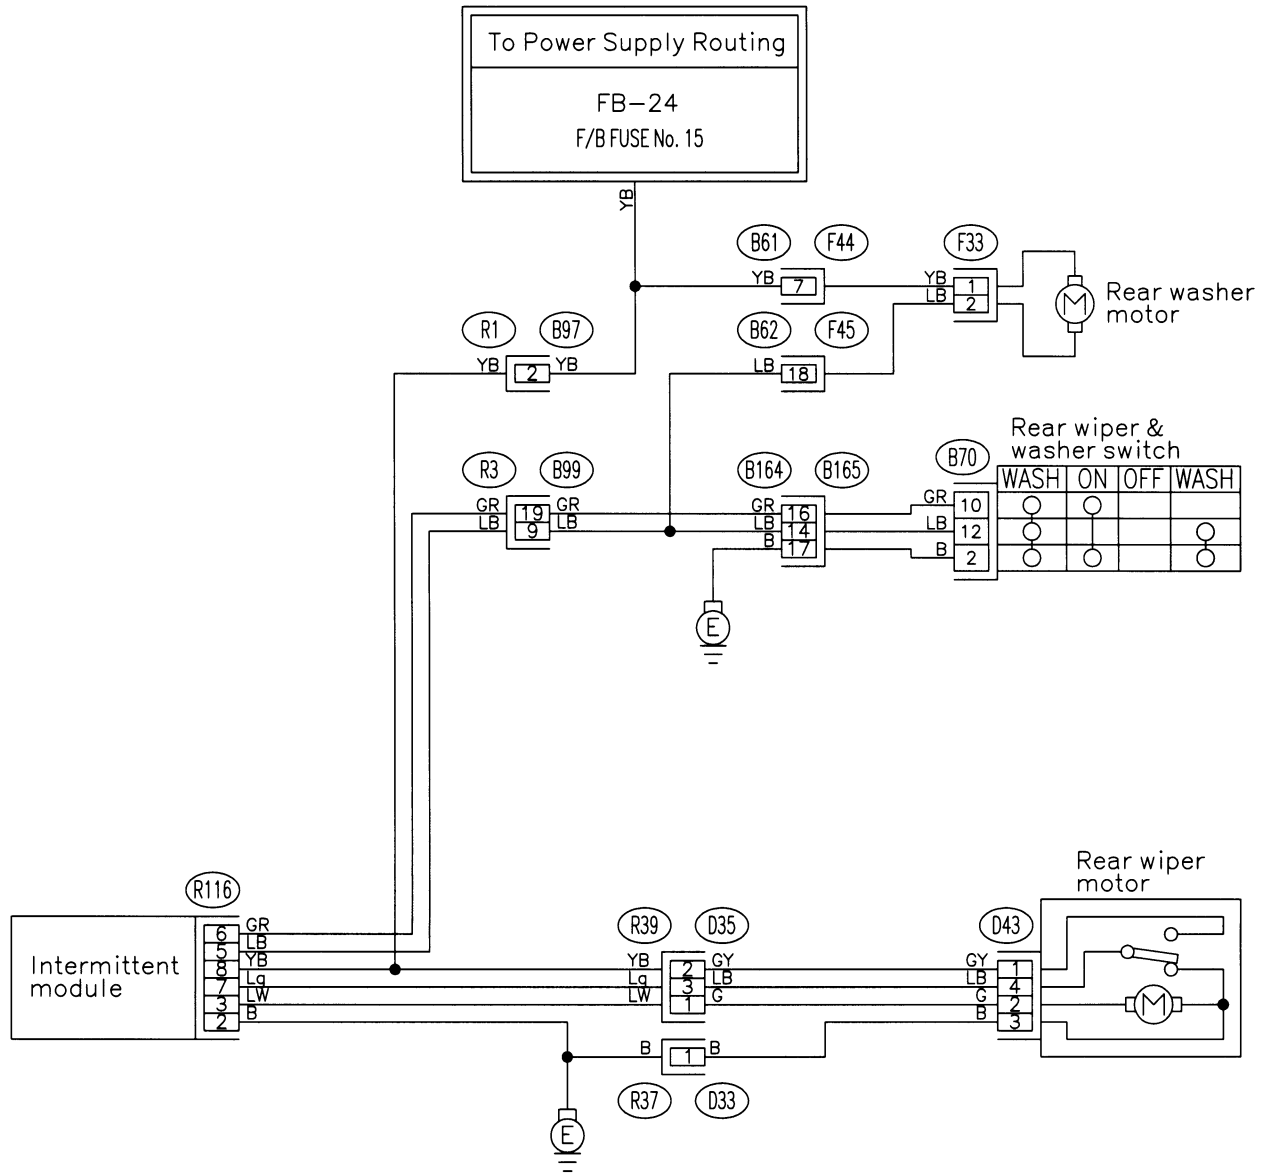 To Power Supply Routing
FB-24
F/B FUSE No. 15
YB
B61 F44 F33
YB 7 YB 1
LB 2
M
Rear washer
motor
R1 B97 B62 F45
YB 2 YB LB 18
Rear wiper &
washer switch
R3 B99 B164 B165 B70
WASH ON OFF WASH
GR 19 GR GR 16 GR 10
LB 9 LB LB 14 LB 12
B 17 B 2
E
Rear wiper
motor
R116 R39 D35 D43
Intermittent
module
6 GR
5 LB
8 YB YB 2 GY GY 1
7 Lg Lg 3 LB LB 4
3 LW LW 1 G G 2
2 B B 3
M
B 1 B
R37 D33
E